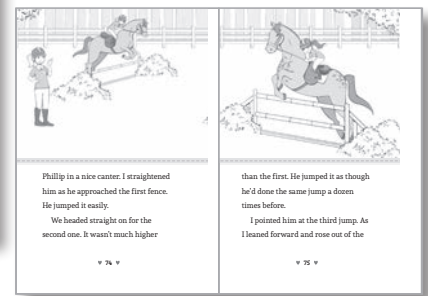 Phillip in a nice canter. I straightened
him as he approached the first fence.
He jumped it easily.
We headed straight on for the
second one. It wasn't much higher
♥ 74 ♥
than the first. He jumped it as though
he'd done the same jump a dozen
times before.
I pointed him at the third jump. As
I leaned forward and rose out of the
♥ 75 ♥